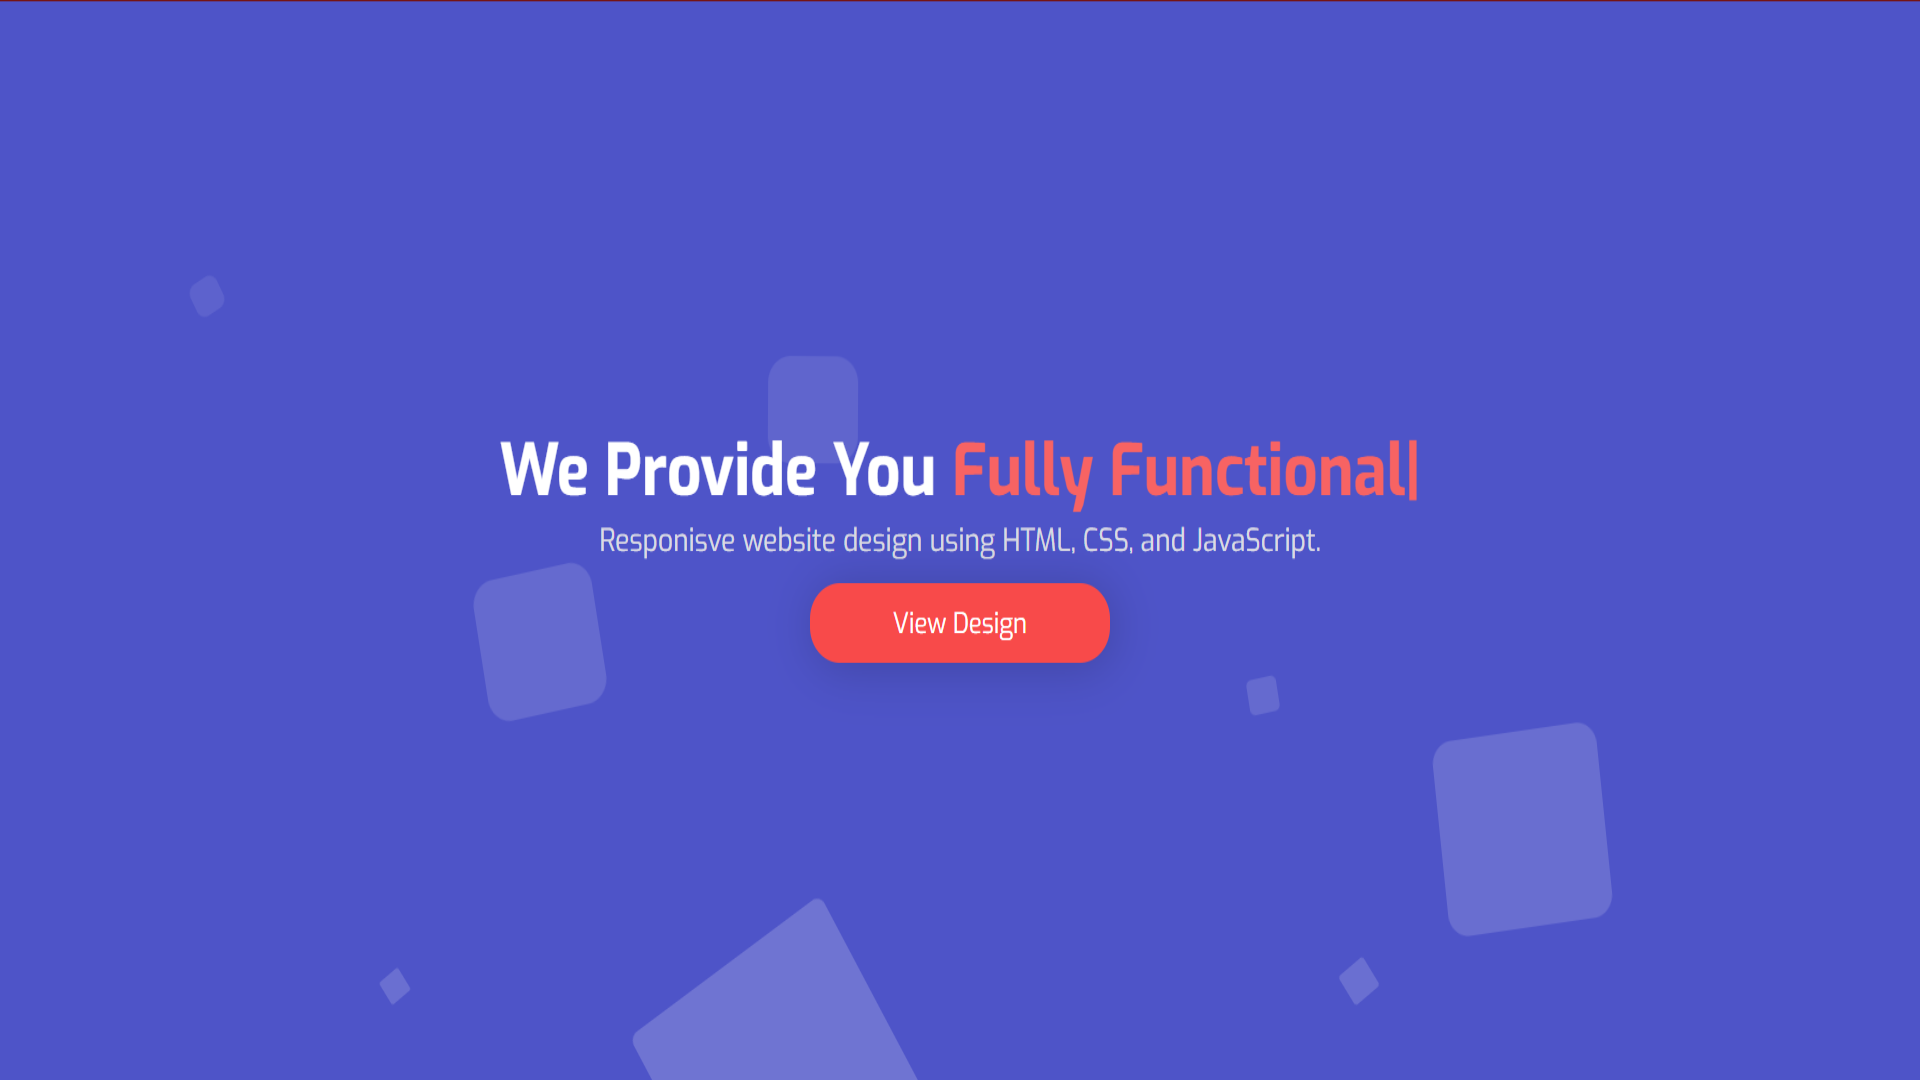 We Provide You Fully Functional|
Responisve website design using HTML, CSS, and JavaScript.
View Design